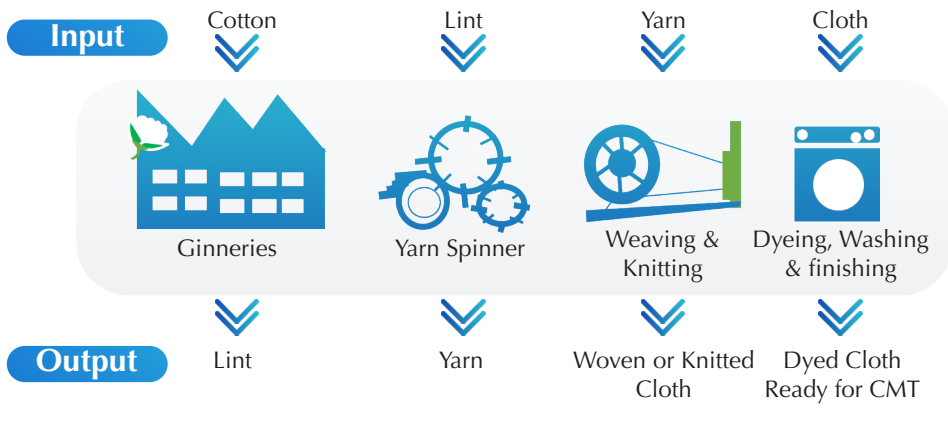 Input
Cotton
Lint
Yarn
Cloth
Ginneries
Yarn Spinner
Weaving &
Knitting
Dyeing, Washing
& finishing
Output
Lint
Yarn
Woven or Knitted
Cloth
Dyed Cloth
Ready for CMT